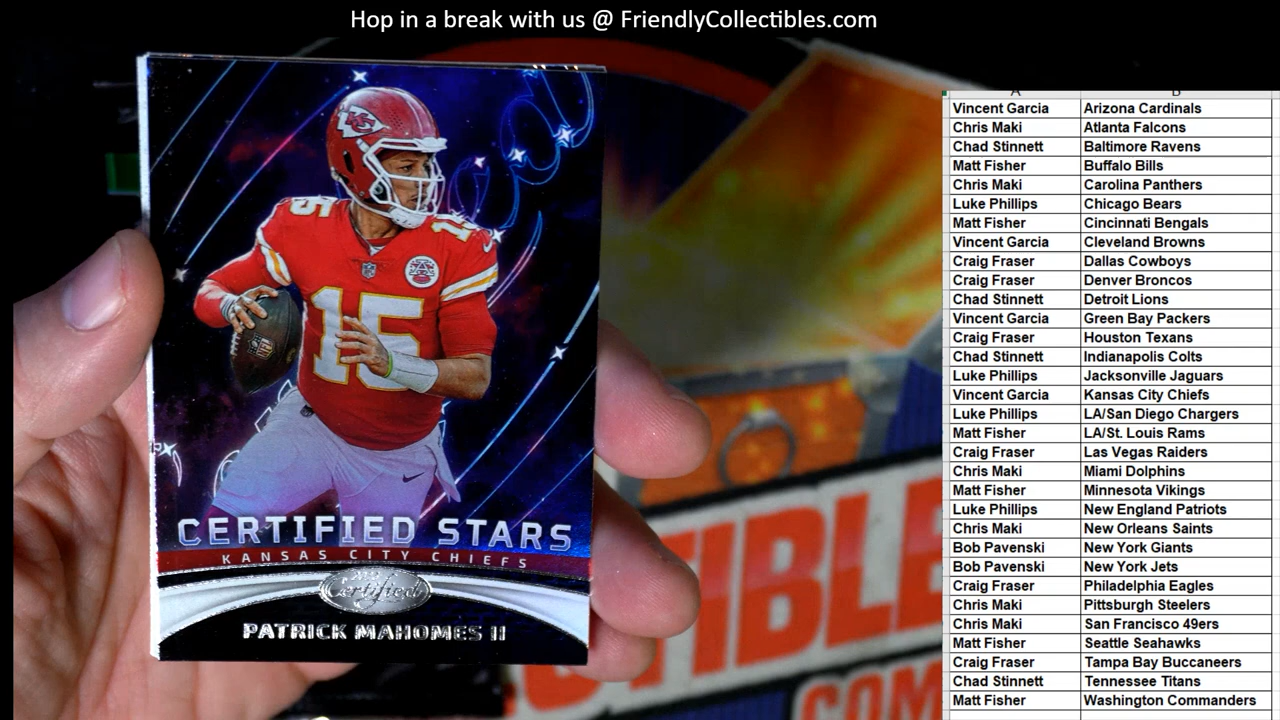 Hop in a break with us @ FriendlyCollectibles.com
KC
15
15
15
CERTIFIED STARS
KANSAS CITY CHIEFS
Certified
PATRICK MAHOMES II
TIBLE
COM
A B
Vincent Garcia Arizona Cardinals
Chris Maki Atlanta Falcons
Chad Stinnett Baltimore Ravens
Matt Fisher Buffalo Bills
Chris Maki Carolina Panthers
Luke Phillips Chicago Bears
Matt Fisher Cincinnati Bengals
Vincent Garcia Cleveland Browns
Craig Fraser Dallas Cowboys
Craig Fraser Denver Broncos
Chad Stinnett Detroit Lions
Vincent Garcia Green Bay Packers
Craig Fraser Houston Texans
Chad Stinnett Indianapolis Colts
Luke Phillips Jacksonville Jaguars
Vincent Garcia Kansas City Chiefs
Luke Phillips LA/San Diego Chargers
Matt Fisher LA/St. Louis Rams
Craig Fraser Las Vegas Raiders
Chris Maki Miami Dolphins
Matt Fisher Minnesota Vikings
Luke Phillips New England Patriots
Chris Maki New Orleans Saints
Bob Pavenski New York Giants
Bob Pavenski New York Jets
Craig Fraser Philadelphia Eagles
Chris Maki Pittsburgh Steelers
Chris Maki San Francisco 49ers
Matt Fisher Seattle Seahawks
Craig Fraser Tampa Bay Buccaneers
Chad Stinnett Tennessee Titans
Matt Fisher Washington Commanders